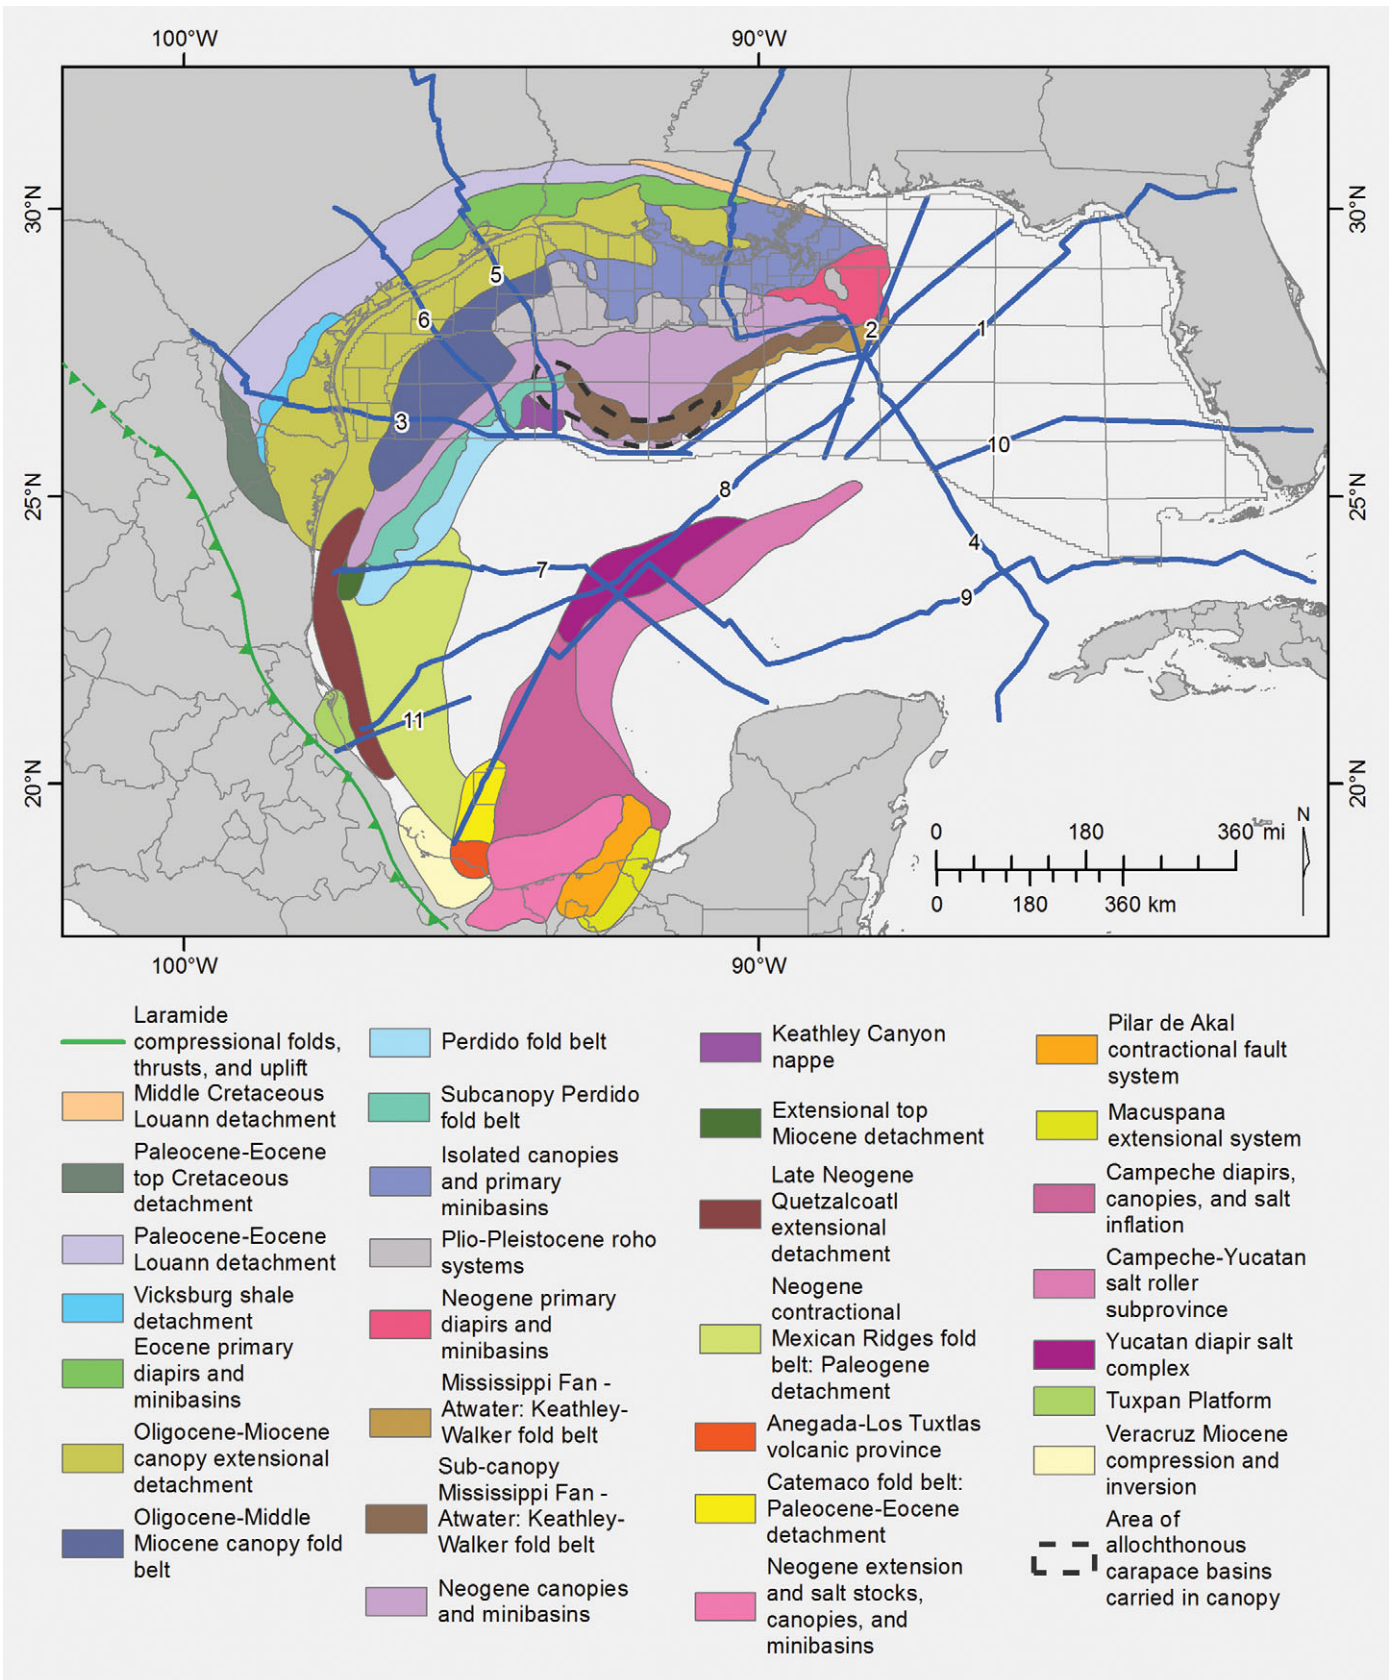 100°W
90°W
30°N
30°N
25°N
25°N
20°N
20°N
5
6
2
1
3
10
8
4
7
9
11
0
180
360 mi
0
180
360 km
N
100°W
90°W
Laramide
compressional folds,
thrusts, and uplift
Middle Cretaceous
Louann detachment
Paleocene-Eocene
top Cretaceous
detachment
Paleocene-Eocene
Louann detachment
Vicksburg shale
detachment
Eocene primary
diapirs and
minibasins
Oligocene-Miocene
canopy extensional
detachment
Oligocene-Middle
Miocene canopy fold
belt
Perdido fold belt
Subcanopy Perdido
fold belt
Isolated canopies
and primary
minibasins
Plio-Pleistocene roho
systems
Neogene primary
diapirs and
minibasins
Mississippi Fan -
Atwater: Keathley-
Walker fold belt
Sub-canopy
Mississippi Fan -
Atwater: Keathley-
Walker fold belt
Neogene canopies
and minibasins
Keathley Canyon
nappe
Extensional top
Miocene detachment
Late Neogene
Quetzalcoatl
extensional
detachment
Neogene
contractional
Mexican Ridges fold
belt: Paleogene
detachment
Anegada-Los Tuxtlas
volcanic province
Catemaco fold belt:
Paleocene-Eocene
detachment
Neogene extension
and salt stocks,
canopies, and
minibasins
Pilar de Akal
contractional fault
system
Macuspana
extensional system
Campeche diapirs,
canopies, and salt
inflation
Campeche-Yucatan
salt roller
subprovince
Yucatan diapir salt
complex
Tuxpan Platform
Veracruz Miocene
compression and
inversion
Area of
allochthonous
carapace basins
carried in canopy